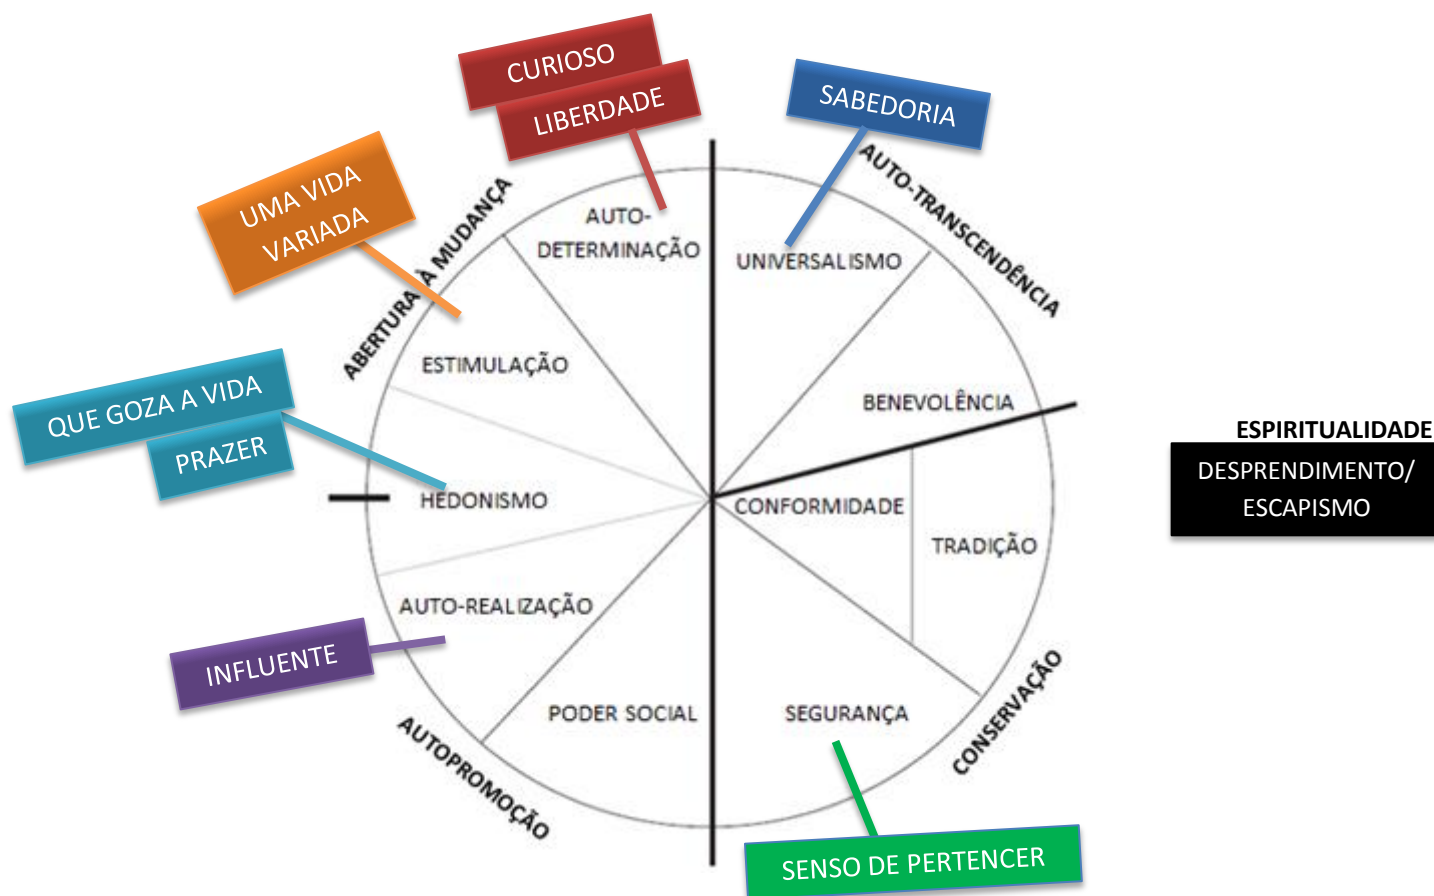 CURIOSO
LIBERDADE
SABEDORIA
UMA VIDA
VARIADA
ABERTURA À MUDANÇA
AUTO-TRANSCENDÊNCIA
AUTO-
DETERMINAÇÃO
UNIVERSALISMO
ESTIMULAÇÃO
QUE GOZA A VIDA
PRAZER
BENEVOLÊNCIA
ESPIRITUALIDADE
DESPRENDIMENTO/
ESCAPISMO
HEDONISMO
CONFORMIDADE
TRADIÇÃO
AUTO-REALIZAÇÃO
INFLUENTE
PODER SOCIAL
SEGURANÇA
CONSERVAÇÃO
AUTOPROMOÇÃO
SENSO DE PERTENCER